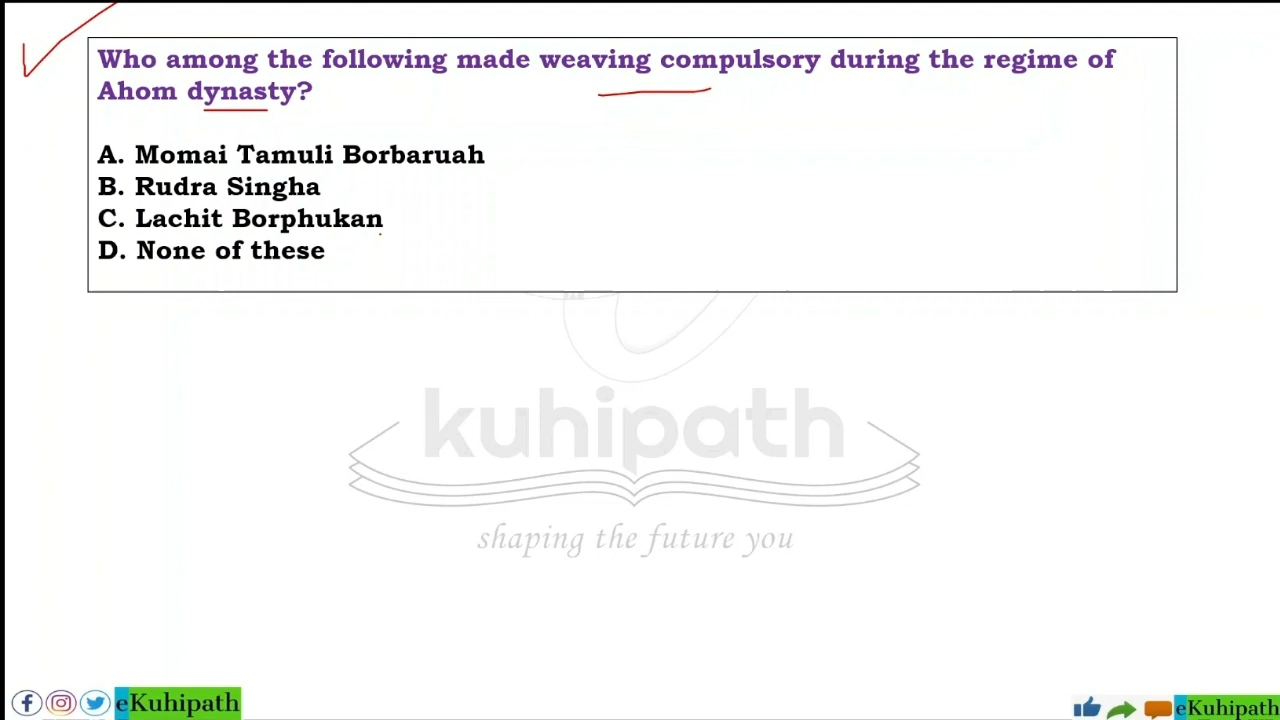 Who among the following made weaving compulsory during the regime of
Ahom dynasty?
A. Momai Tamuli Borbaruah
B. Rudra Singha
C. Lachit Borphukan
D. None of these
kuhipath
shaping the future you
eKuhipath
eKuhipath